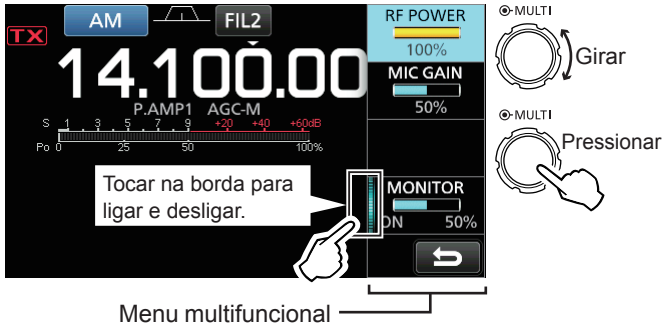 AM
FIL2
TX
14.100.00
P.AMP1 AGC-M
S 1 . 3 . 5 . 7 . 9 +20 +40 +60dB
Po 0 25 50 100%
RF POWER
100%
MIC GAIN
50%
MONITOR
ON 50%
Tocar na borda para
ligar e desligar.
MULTI
Girar
MULTI
Pressionar
Menu multifuncional